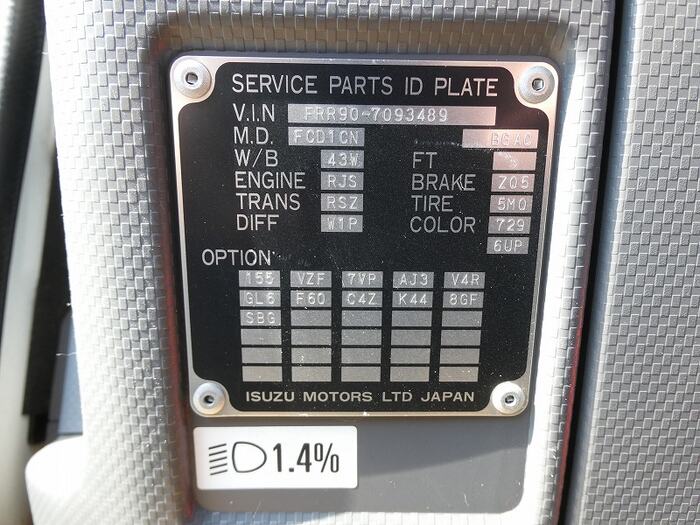 SERVICE PARTS ID PLATE
V.I.N FRR90-7093489
M.D. FCD1CN BGAC
W/B 43W FT
ENGINE RJS BRAKE Z05
TRANS RSZ TIRE 5MO
DIFF W1P COLOR 729
6UP
OPTION
155 VZF 7VP AJ3 V4R
GL6 F60 C4Z K44 8GF
SBG
ISUZU MOTORS LTD JAPAN
1.4%